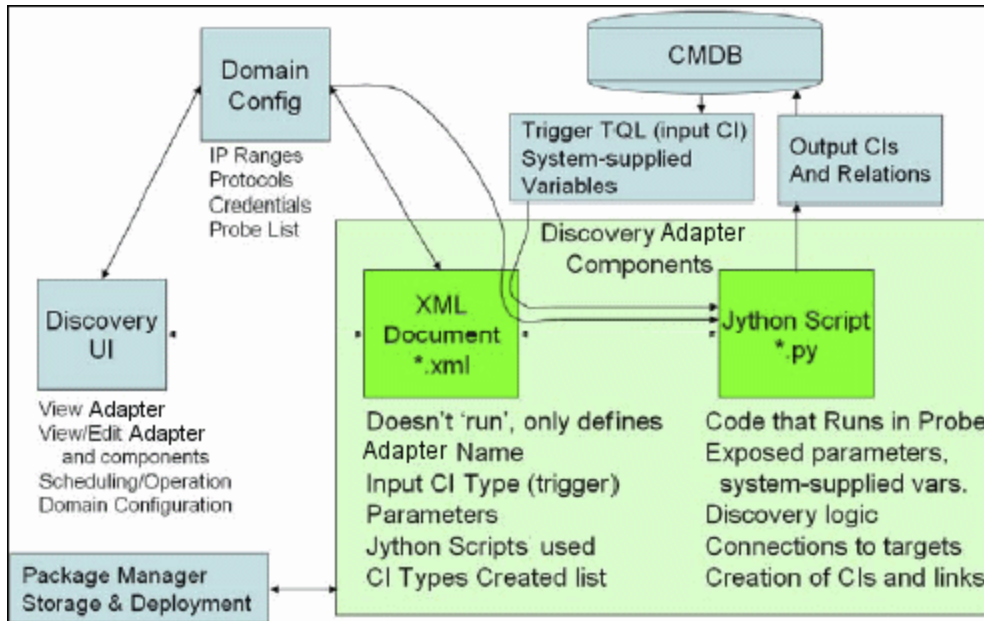 Domain
Config
IP Ranges
Protocols
Credentials
Probe List
CMDB
Trigger TQL (input CI)
System-supplied
Variables
Output CIs
And Relations
Discovery Adapter
Components
Discovery
UI
View Adapter
View/Edit Adapter
and components
Scheduling/Operation
Domain Configuration
XML
Document
*.xml
Doesn't 'run', only defines
Adapter Name
Input CI Type (trigger)
Parameters
Jython Scripts used
CI Types Created list
Jython Script
*.py
Code that Runs in Probe
Exposed parameters,
system-supplied vars.
Discovery logic
Connections to targets
Creation of CIs and links
Package Manager
Storage & Deployment